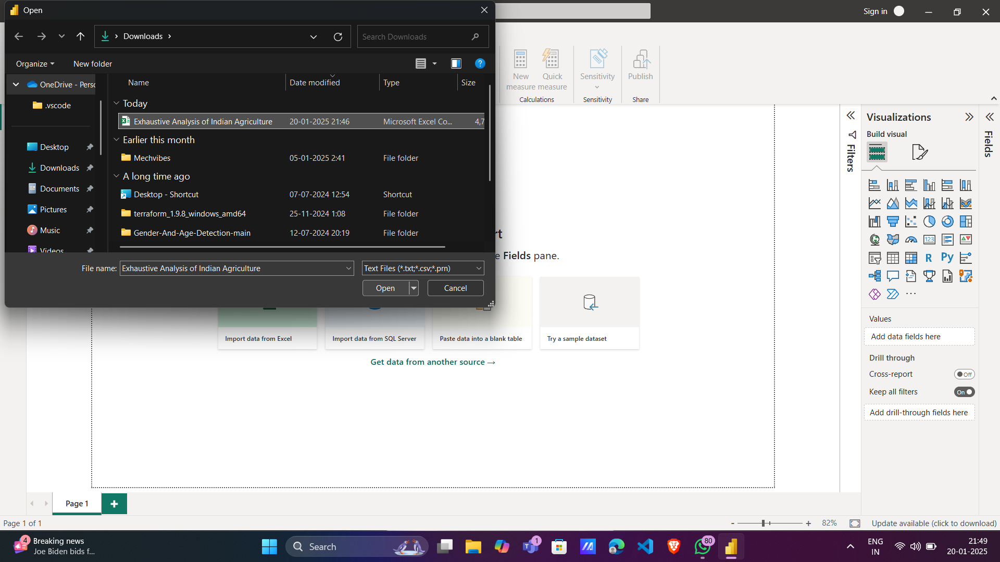 Open
Sign in
Downloads
Search Downloads
Organize
New folder
New measure
Quick measure
Sensitivity
Publish
Calculations
Sensitivity
Share
OneDrive - Perso
.vscode
Desktop
Downloads
Documents
Pictures
Music
Videos
Name Date modified Type Size
Today
Exhaustive Analysis of Indian Agriculture 20-01-2025 21:46 Microsoft Excel Co... 4,7
Earlier this month
Mechvibes 05-01-2025 2:41 File folder
A long time ago
Desktop - Shortcut 07-07-2024 12:54 Shortcut
terraform_1.9.8_windows_amd64 25-11-2024 1:08 File folder
Gender-And-Age-Detection-main 12-07-2024 20:19 File folder
File name: Exhaustive Analysis of Indian Agriculture Text Files (*.txt;*.csv;*.prn)
Open Cancel
rt
e Fields pane.
Import data from Excel
Import data from SQL Server
Paste data into a blank table
Try a sample dataset
Get data from another source →
Filters
Visualizations
Build visual
123
R
Py
...
Values
Add data fields here
Drill through
Cross-report Off
Keep all filters On
Add drill-through fields here
Fields
Page 1
Page 1 of 1
- + 82%
Update available (click to download)
4
Breaking news
Joe Biden bids f...
Search
1
80
ENG
IN
21:49
20-01-2025